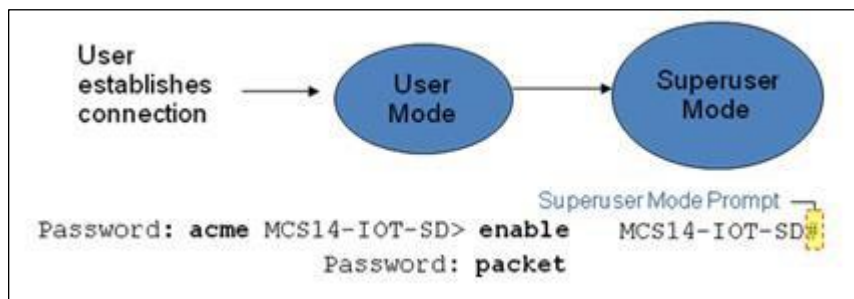 User
establishes
connection
User
Mode
Superuser
Mode
Superuser Mode Prompt
Password: acme MCS14-IOT-SD> enable MCS14-IOT-SD#
Password: packet